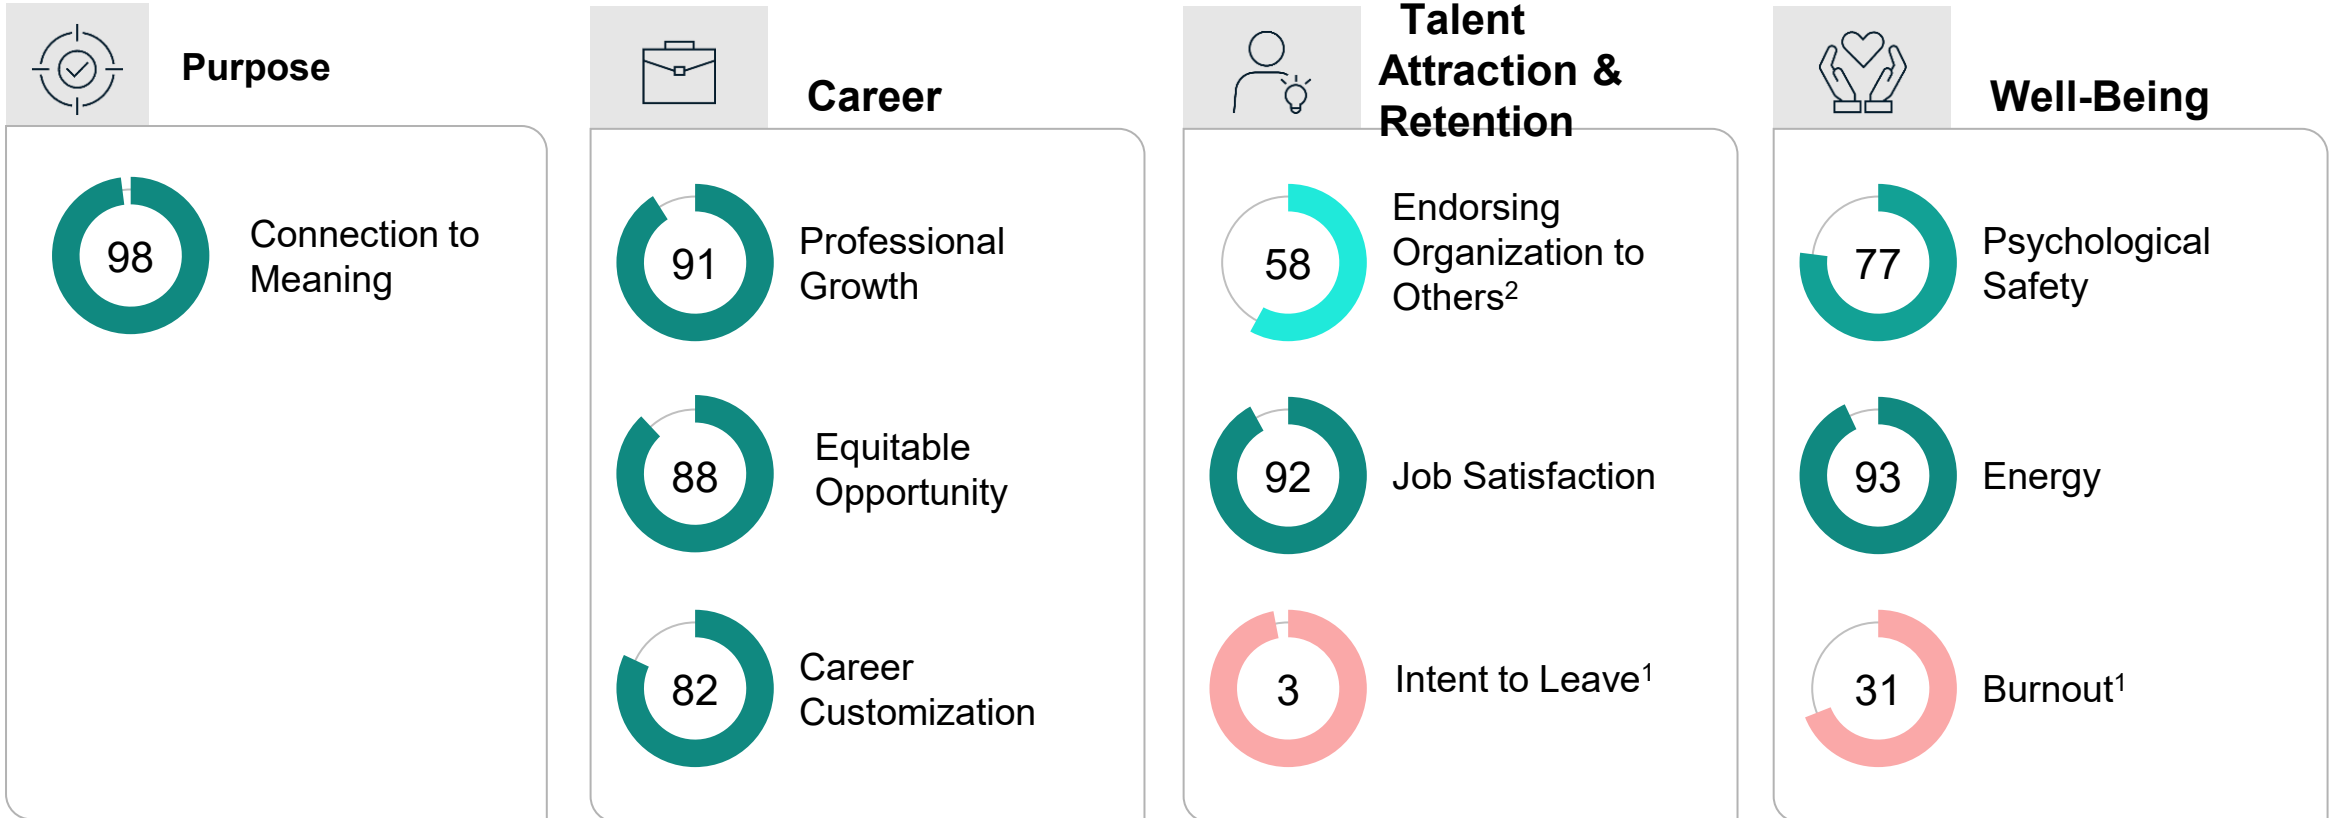 Purpose
98
Connection to
Meaning
Career
91
Professional
Growth
88
Equitable
Opportunity
82
Career
Customization
Talent
Attraction &
Retention
58
Endorsing
Organization to
Others²
92
Job Satisfaction
3
Intent to Leave¹
Well-Being
77
Psychological
Safety
93
Energy
31
Burnout¹